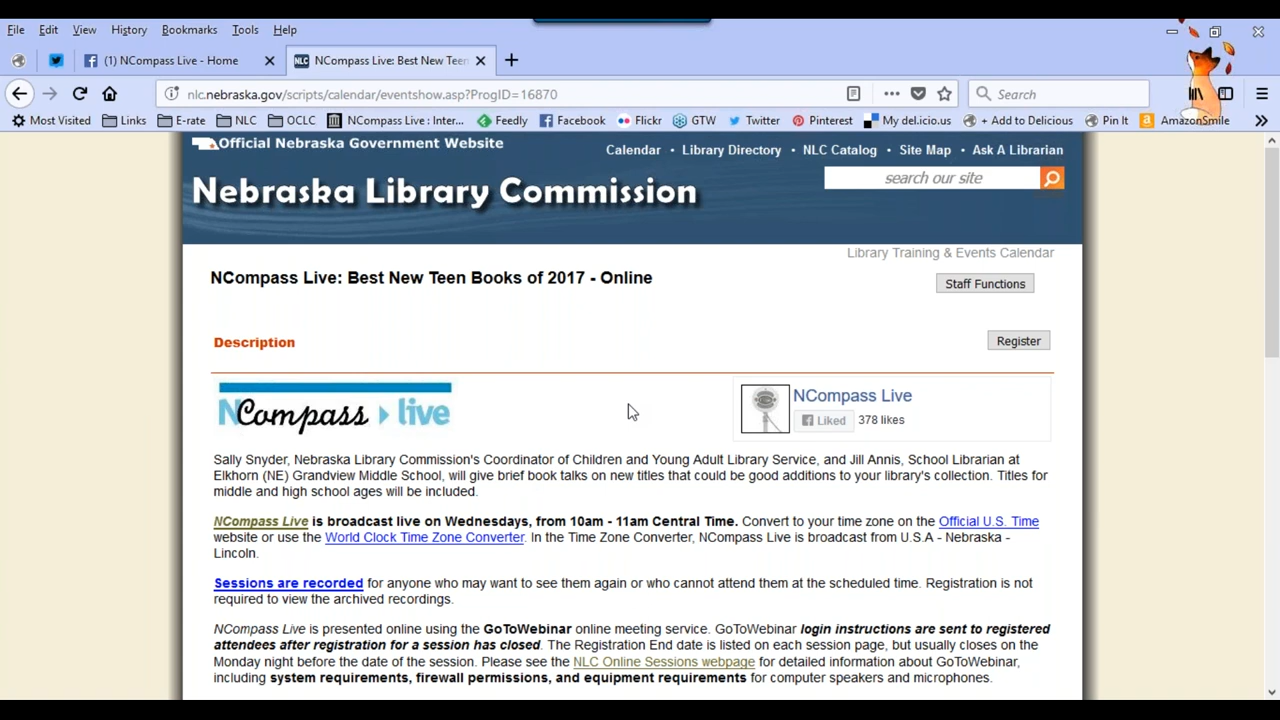 File Edit View History Bookmarks Tools Help
(1) NCompass Live - Home
NLC NCompass Live: Best New Teen
nlc.nebraska.gov/scripts/calendar/eventshow.asp?ProgID=16870
Search
Most Visited Links E-rate NLC OCLC NCompass Live : Inter... Feedly Facebook Flickr GTW Twitter Pinterest My del.icio.us + Add to Delicious Pin It AmazonSmile
Official Nebraska Government Website
Calendar • Library Directory • NLC Catalog • Site Map • Ask A Librarian
search our site
Nebraska Library Commission
Library Training & Events Calendar
NCompass Live: Best New Teen Books of 2017 - Online
Staff Functions
Description
Register
NCompass live
NCompass Live
Liked 378 likes
Sally Snyder, Nebraska Library Commission's Coordinator of Children and Young Adult Library Service, and Jill Annis, School Librarian at
Elkhorn (NE) Grandview Middle School, will give brief book talks on new titles that could be good additions to your library's collection. Titles for
middle and high school ages will be included.
NCompass Live is broadcast live on Wednesdays, from 10am - 11am Central Time. Convert to your time zone on the Official U.S. Time
website or use the World Clock Time Zone Converter. In the Time Zone Converter, NCompass Live is broadcast from U.S.A - Nebraska -
Lincoln.
Sessions are recorded for anyone who may want to see them again or who cannot attend them at the scheduled time. Registration is not
required to view the archived recordings.
NCompass Live is presented online using the GoToWebinar online meeting service. GoToWebinar login instructions are sent to registered
attendees after registration for a session has closed. The Registration End date is listed on each session page, but usually closes on the
Monday night before the date of the session. Please see the NLC Online Sessions webpage for detailed information about GoToWebinar,
including system requirements, firewall permissions, and equipment requirements for computer speakers and microphones.